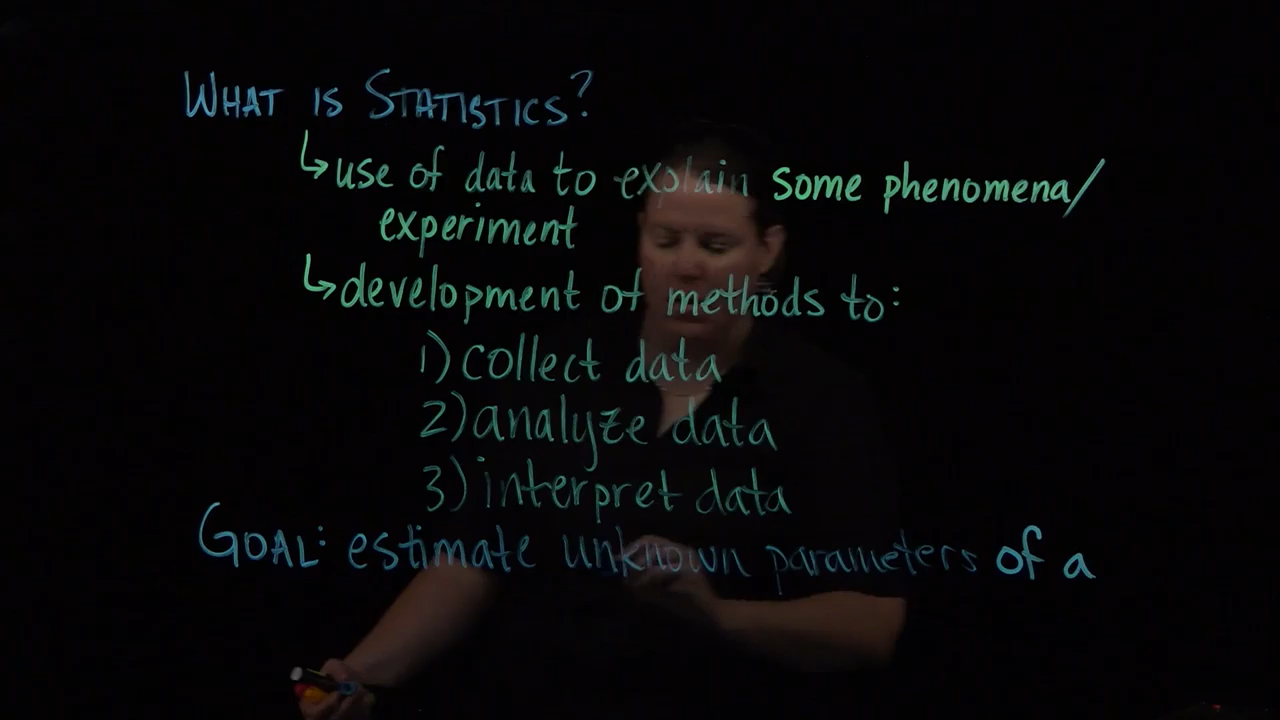 WHAT IS STATISTICS?
↳use of data to explain some phenomena/
experiment
↳development of methods to:
1) collect data
2) analyze data
3) interpret data
GOAL: estimate unknown parameters of a